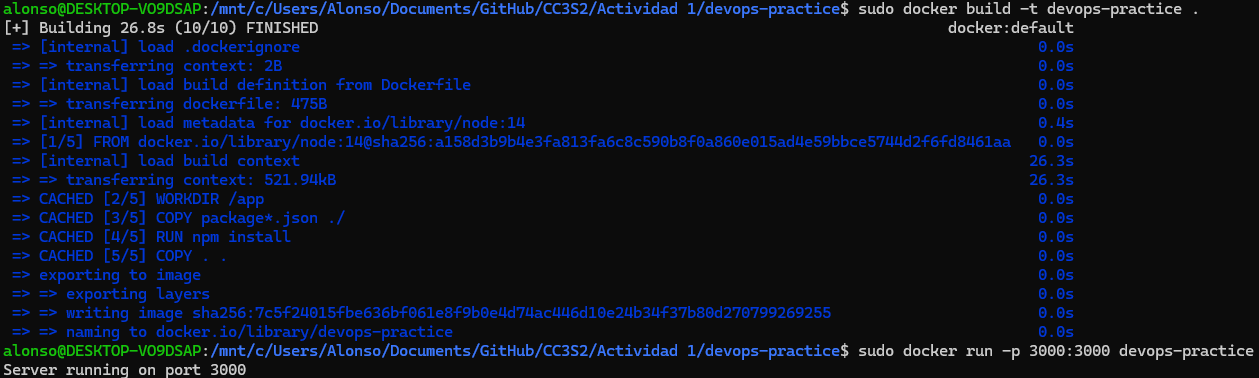 alonso@DESKTOP-VO9DSAP:/mnt/c/Users/Alonso/Documents/GitHub/CC3S2/Actividad 1/devops-practice$ sudo docker build -t devops-practice .
[+] Building 26.8s (10/10) FINISHED docker:default
=> [internal] load .dockerignore 0.0s
=> => transferring context: 2B 0.0s
=> [internal] load build definition from Dockerfile 0.0s
=> => transferring dockerfile: 475B 0.0s
=> [internal] load metadata for docker.io/library/node:14 0.4s
=> [1/5] FROM docker.io/library/node:14@sha256:a158d3b9b4e3fa813fa6c8c590b8f0a860e015ad4e59bbce5744d2f6fd8461aa 0.0s
=> [internal] load build context 26.3s
=> => transferring context: 521.94kB 26.3s
=> CACHED [2/5] WORKDIR /app 0.0s
=> CACHED [3/5] COPY package*.json ./ 0.0s
=> CACHED [4/5] RUN npm install 0.0s
=> CACHED [5/5] COPY . . 0.0s
=> exporting to image 0.0s
=> => exporting layers 0.0s
=> => writing image sha256:7c5f24015fbe636bf061e8f9b0e4d74ac446d10e24b34f37b80d270799269255 0.0s
=> => naming to docker.io/library/devops-practice 0.0s
alonso@DESKTOP-VO9DSAP:/mnt/c/Users/Alonso/Documents/GitHub/CC3S2/Actividad 1/devops-practice$ sudo docker run -p 3000:3000 devops-practice
Server running on port 3000